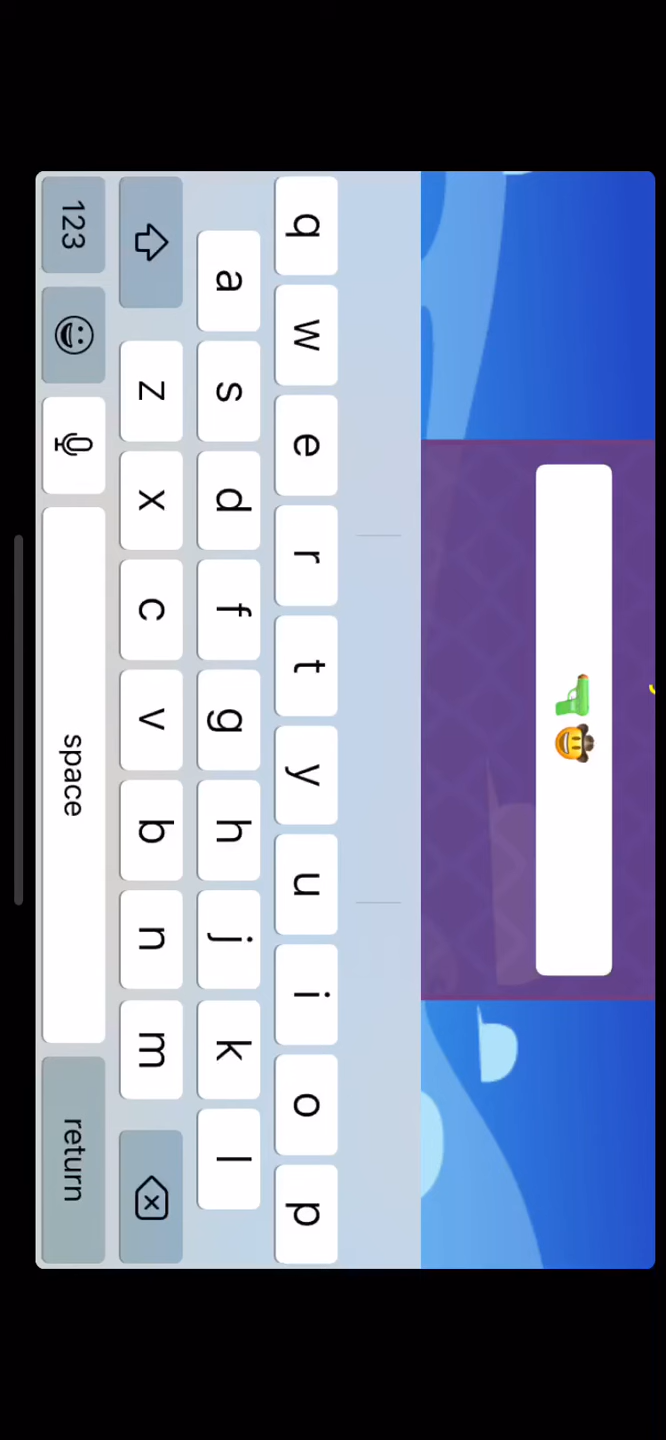 🔫🤠
q w e r t y u i o p
a s d f g h j k l
z x c v b n m
123 space return